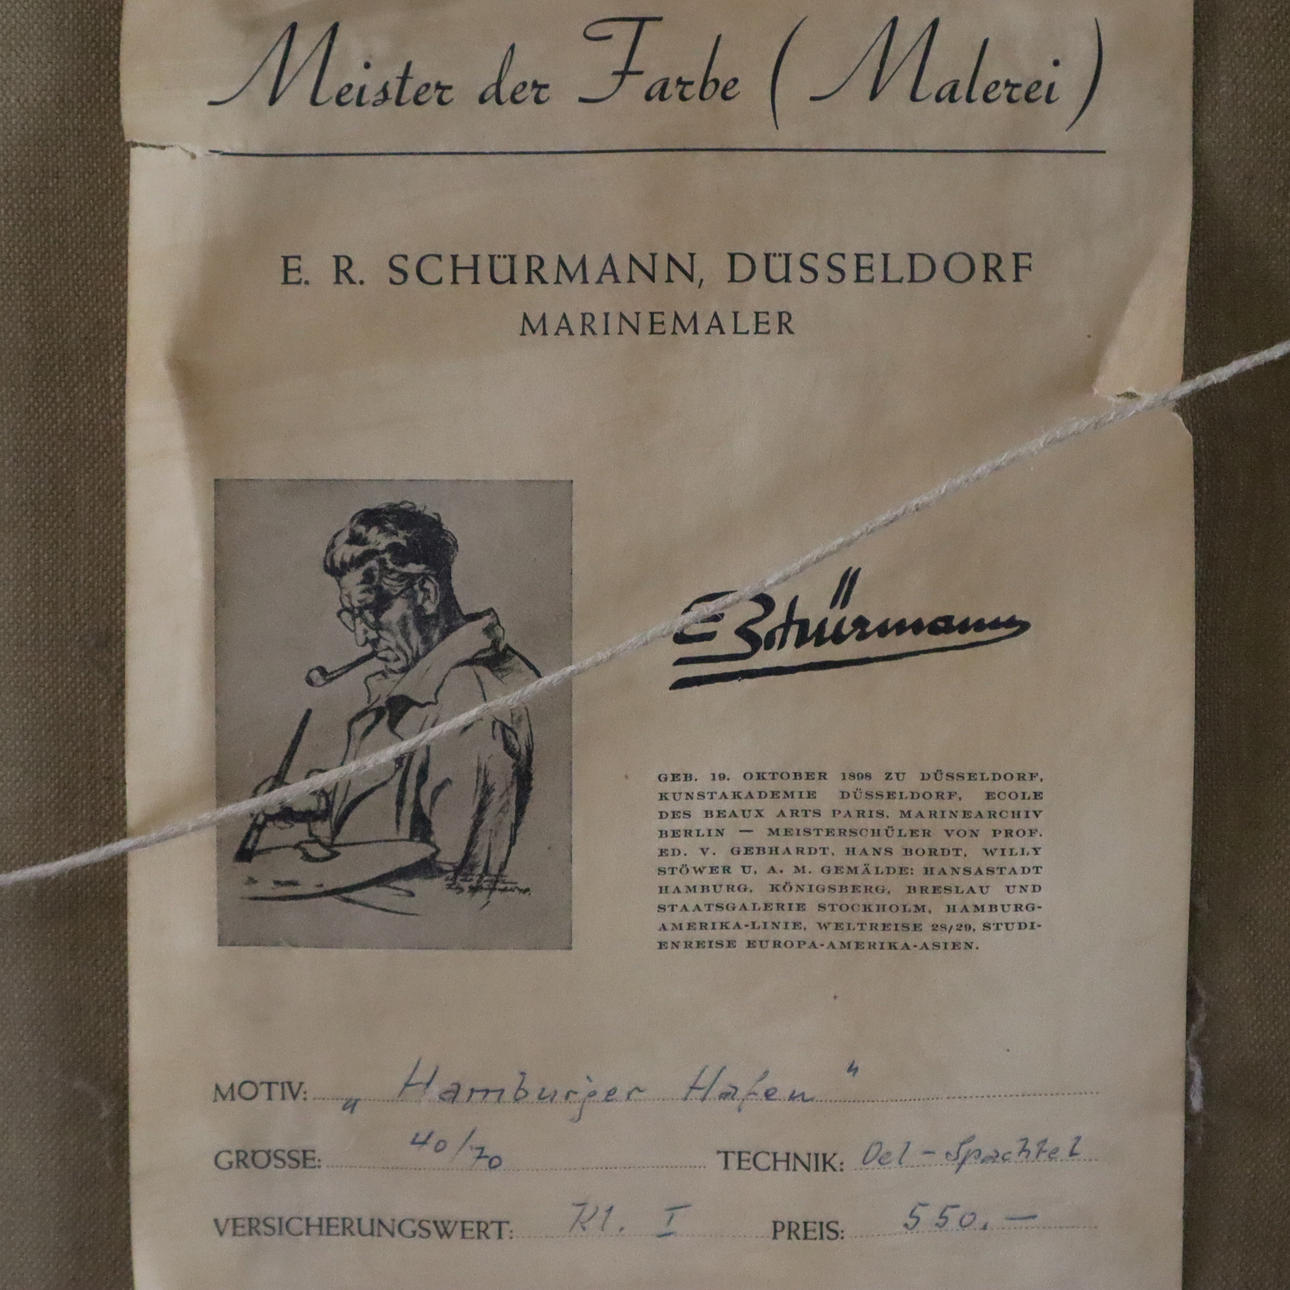 Meister der Farbe (Malerei)
E. R. SCHÜRMANN, DÜSSELDORF
MARINEMALER
E Schürmann
GEB. 19. OKTOBER 1898 ZU DÜSSELDORF,
KUNSTAKADEMIE DÜSSELDORF, ECOLE
DES BEAUX ARTS PARIS. MARINEARCHIV
BERLIN — MEISTERSCHÜLER VON PROF.
ED. V. GEBHARDT, HANS BORDT, WILLY
STÖWER U. A. M. GEMÄLDE: HANSASTADT
HAMBURG, KÖNIGSBERG, BRESLAU UND
STAATSGALERIE STOCKHOLM, HAMBURG-
AMERIKA-LINIE, WELTREISE 28/29, STUDI-
ENREISE EUROPA-AMERIKA-ASIEN.
MOTIV: „Hamburger Hafen"
GRÖSSE: 40/70 TECHNIK: Oel-Spachtel
VERSICHERUNGSWERT: Kl. I PREIS: 550.—